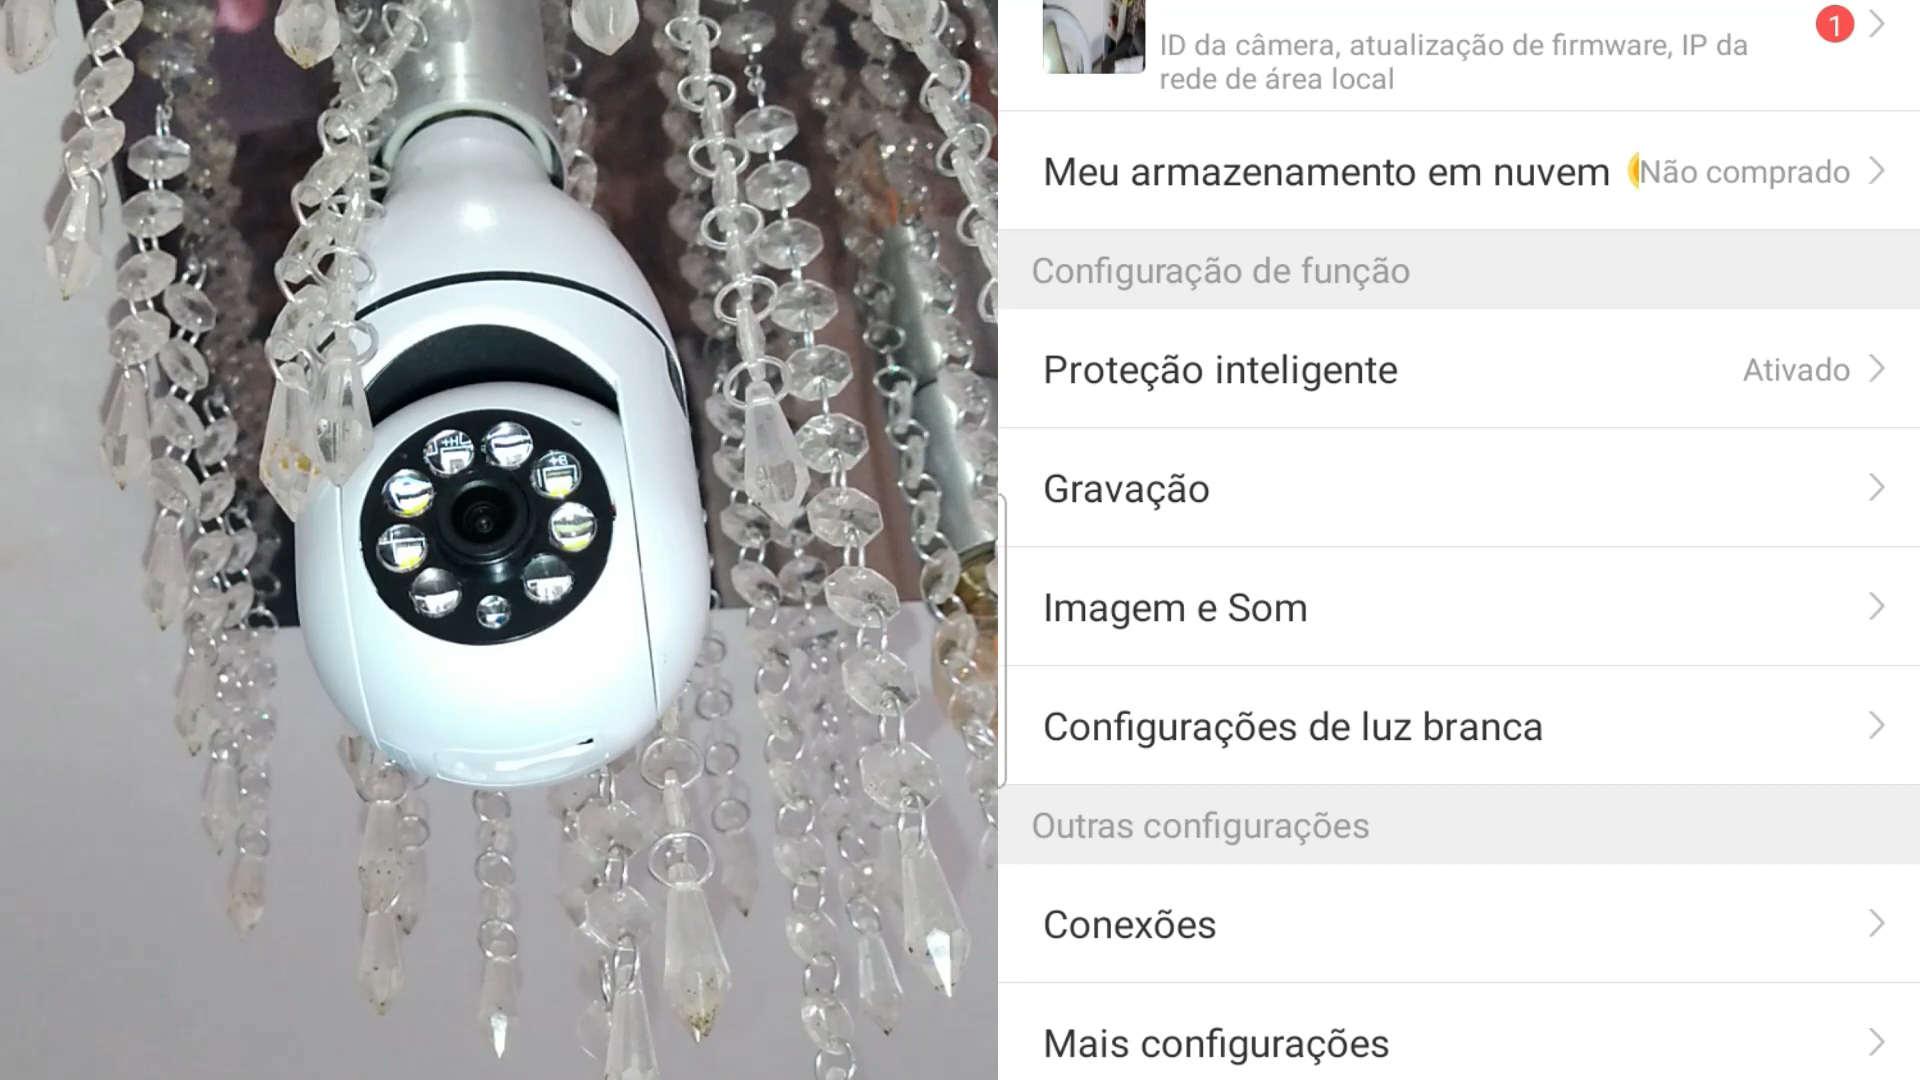 ID da câmera, atualização de firmware, IP da
rede de área local
1
Meu armazenamento em nuvem
Não comprado
Configuração de função
Proteção inteligente
Ativado
Gravação
Imagem e Som
Configurações de luz branca
Outras configurações
Conexões
Mais configurações